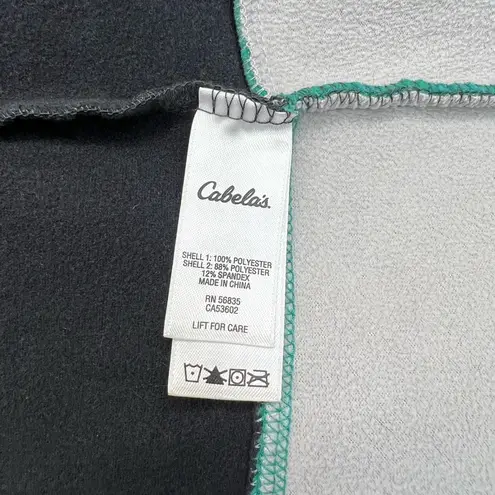 Cabela's
SHELL 1: 100% POLYESTER
SHELL 2: 88% POLYESTER
12% SPANDEX
MADE IN CHINA
RN 56835
CA53602
LIFT FOR CARE